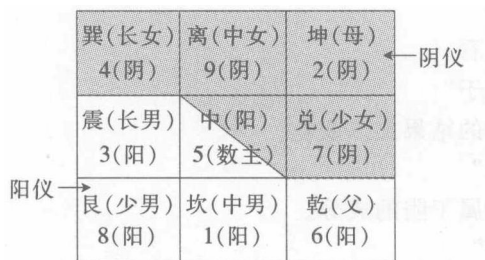 巽(长女) 离(中女) 坤(母)
4(阴) 9(阴) 2(阴)
阴仪
震(长男) 中(阳) 兑(少女)
3(阳) 5(数主) 7(阴)
阳仪
艮(少男) 坎(中男) 乾(父)
8(阳) 1(阳) 6(阳)